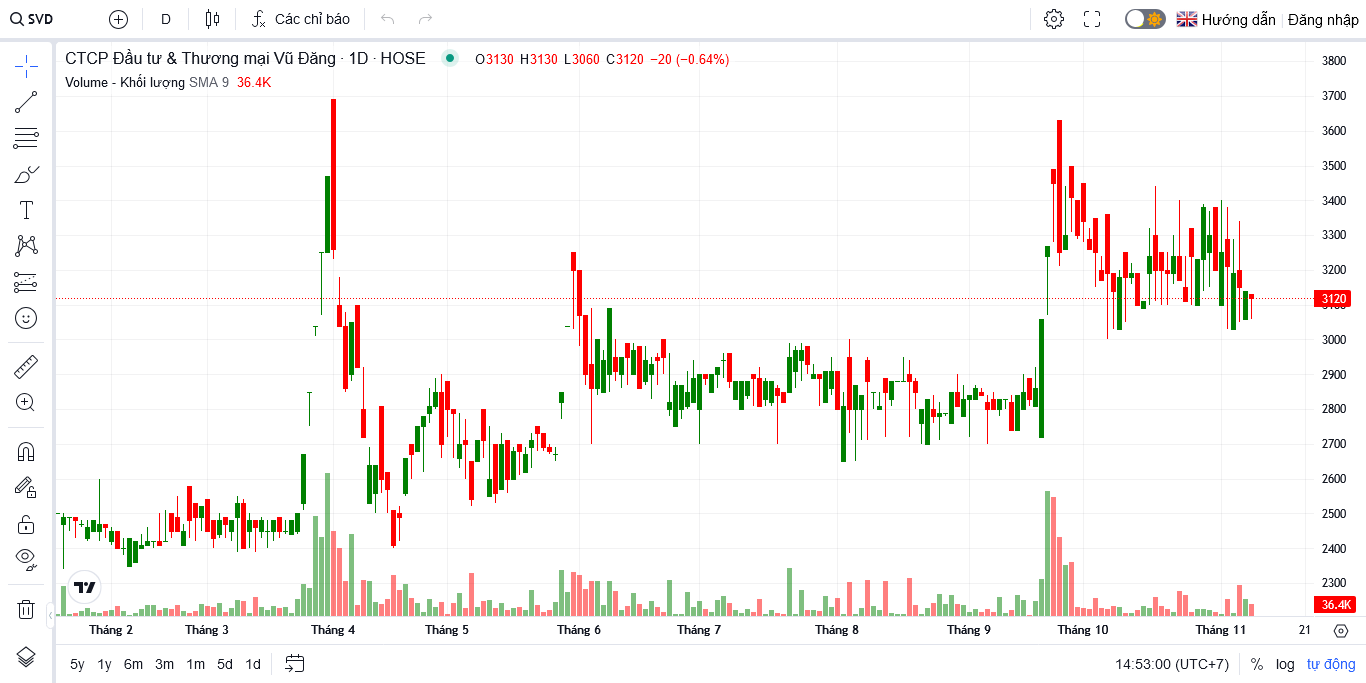 SVD D Các chỉ báo Hướng dẫn Đăng nhập
CTCP Đầu tư & Thương mại Vũ Đăng · 1D · HOSE O3130 H3130 L3060 C3120 −20 (−0.64%)
Volume - Khối lượng SMA 9 36.4K
3800
3700
3600
3500
3400
3300
3200
3120
3000
2900
2800
2700
2600
2500
2400
2300
36.4K
Tháng 2 Tháng 3 Tháng 4 Tháng 5 Tháng 6 Tháng 7 Tháng 8 Tháng 9 Tháng 10 Tháng 11 21
5y 1y 6m 3m 1m 5d 1d 14:53:00 (UTC+7) % log tự động